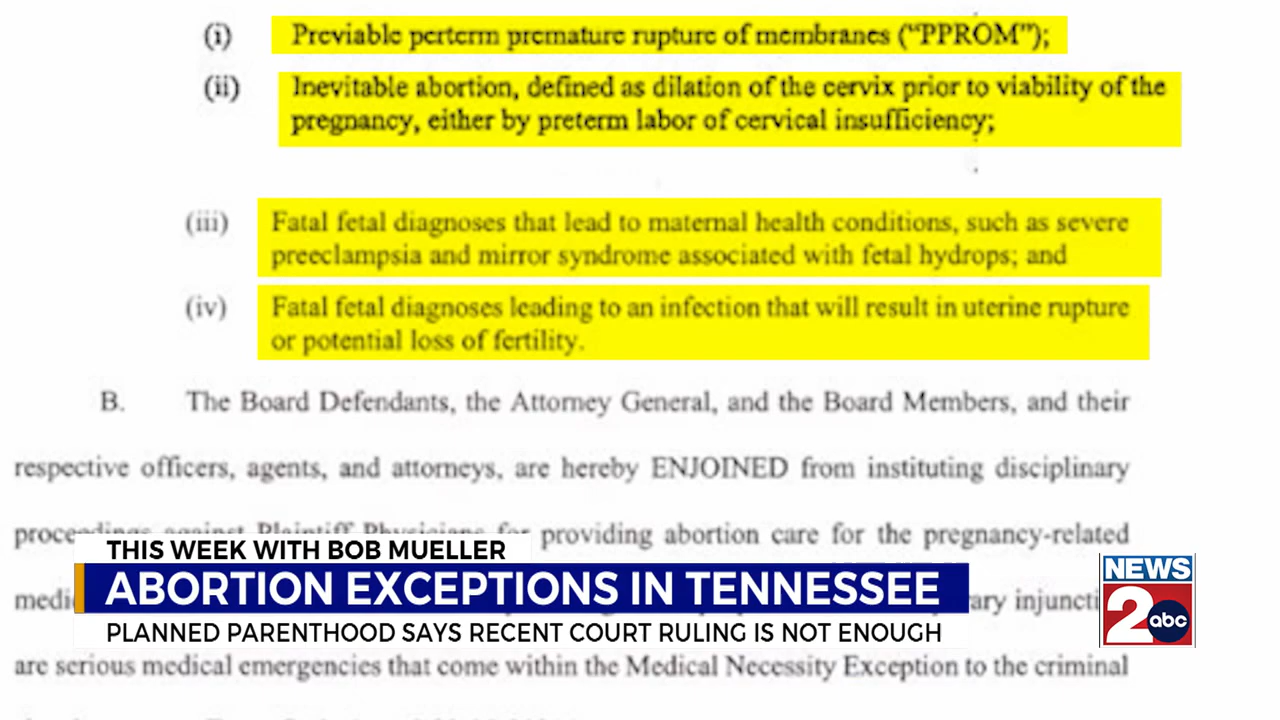 (i) Previable perterm premature rupture of membranes ("PPROM");
(ii) Inevitable abortion, defined as dilation of the cervix prior to viability of the
pregnancy, either by preterm labor of cervical insufficiency;
(iii) Fatal fetal diagnoses that lead to maternal health conditions, such as severe
preeclampsia and mirror syndrome associated with fetal hydrops; and
(iv) Fatal fetal diagnoses leading to an infection that will result in uterine rupture
or potential loss of fertility.
B. The Board Defendants, the Attorney General, and the Board Members, and their
respective officers, agents, and attorneys, are hereby ENJOINED from instituting disciplinary
proceedings against Plaintiff Physicians for providing abortion care for the pregnancy-related
are serious medical emergencies that come within the Medical Necessity Exception to the criminal
THIS WEEK WITH BOB MUELLER
ABORTION EXCEPTIONS IN TENNESSEE
PLANNED PARENTHOOD SAYS RECENT COURT RULING IS NOT ENOUGH
NEWS
2
abc